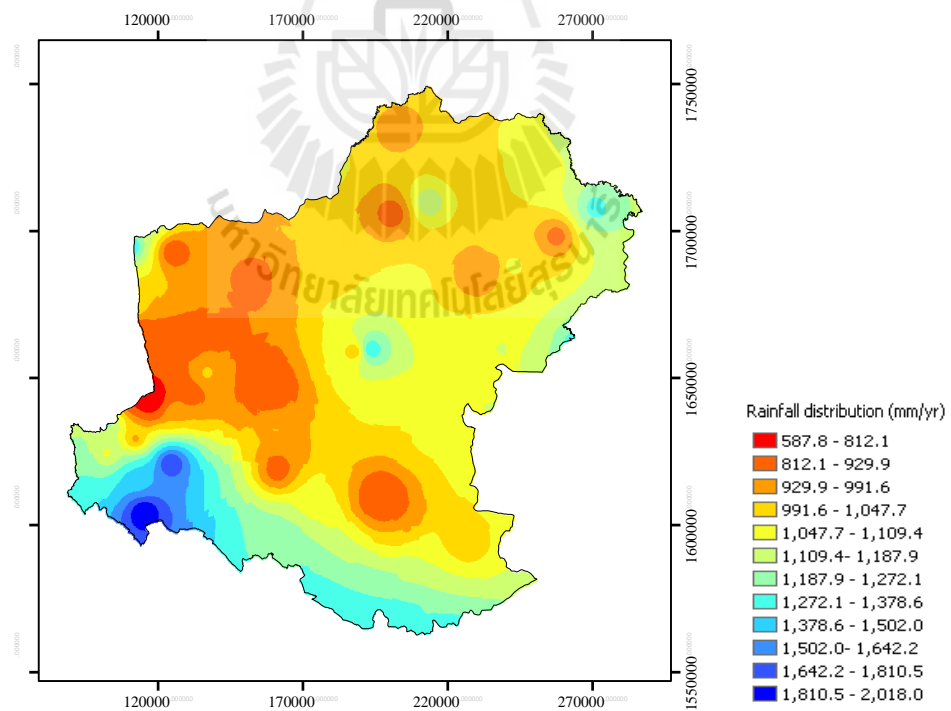 120000 170000 220000 270000
1750000
1700000
1650000
1600000
1550000
มหาวิทยาลัยเทคโนโลยีสุรนารี
120000 170000 220000 270000
Rainfall distribution (mm/yr)
587.8 - 812.1
812.1 - 929.9
929.9 - 991.6
991.6 - 1,047.7
1,047.7 - 1,109.4
1,109.4- 1,187.9
1,187.9 - 1,272.1
1,272.1 - 1,378.6
1,378.6 - 1,502.0
1,502.0- 1,642.2
1,642.2 - 1,810.5
1,810.5 - 2,018.0